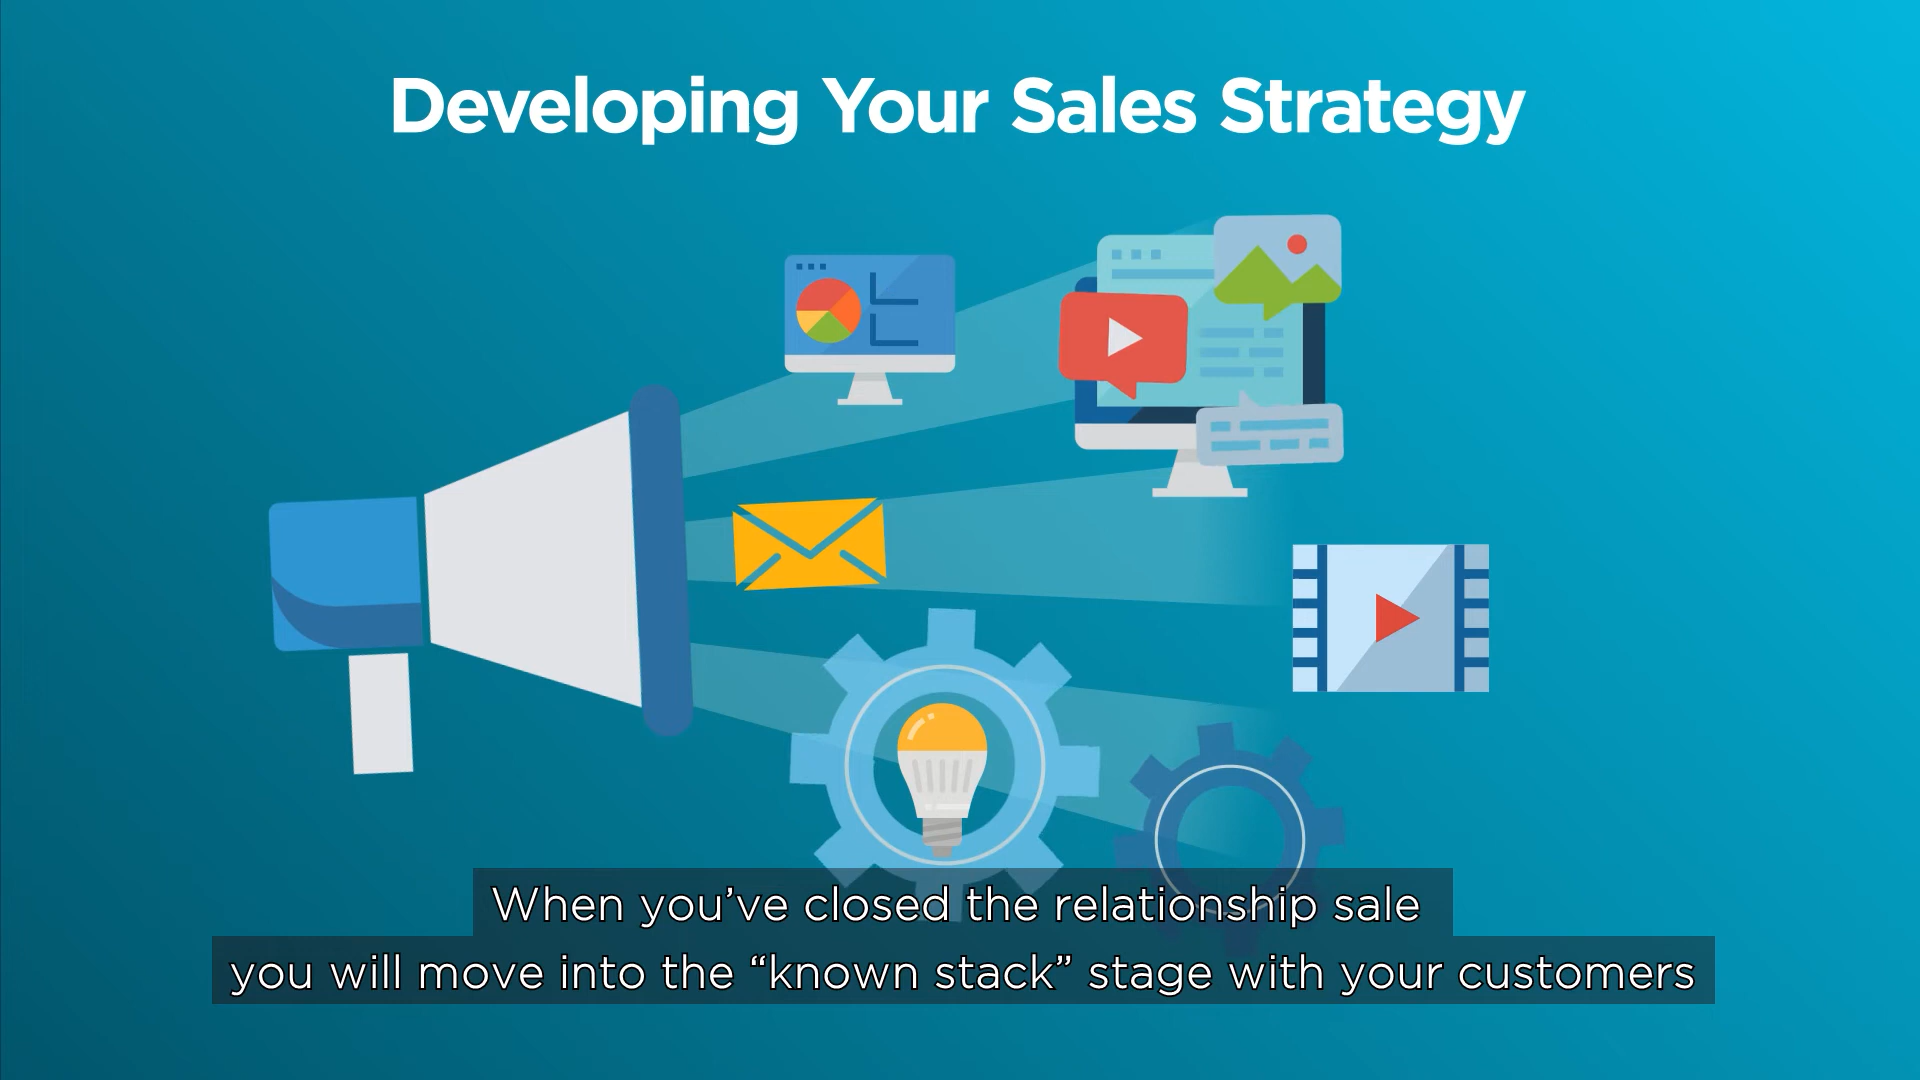 Developing Your Sales Strategy
When you’ve closed the relationship sale
you will move into the “known stack” stage with your customers